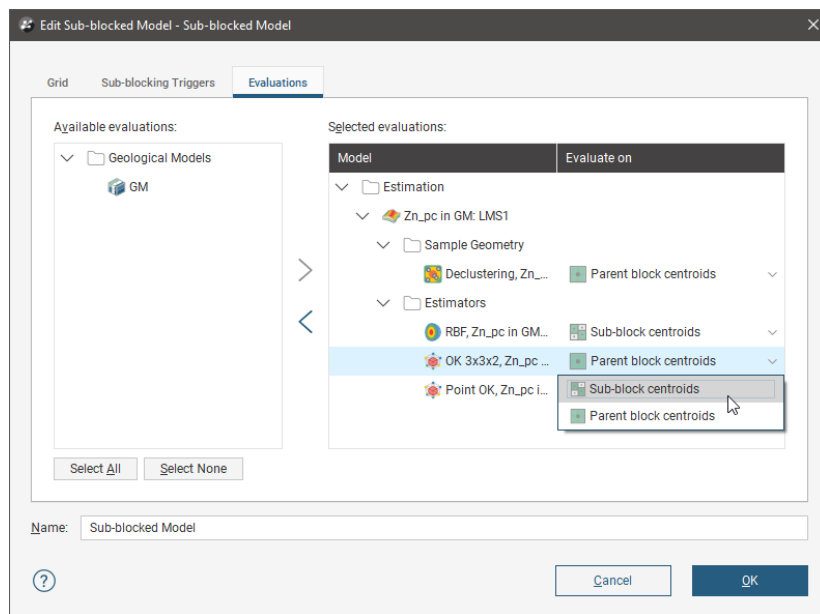 Edit Sub-blocked Model - Sub-blocked Model
Grid Sub-blocking Triggers Evaluations
Available evaluations:
Geological Models
GM
Selected evaluations:
Model Evaluate on
Estimation
Zn_pc in GM: LMS1
Sample Geometry
Declustering, Zn_... Parent block centroids
Estimators
RBF, Zn_pc in GM... Sub-block centroids
OK 3x3x2, Zn_pc ... Parent block centroids
Point OK, Zn_pc i...
Sub-block centroids
Parent block centroids
Select All Select None
Name: Sub-blocked Model
? Cancel OK